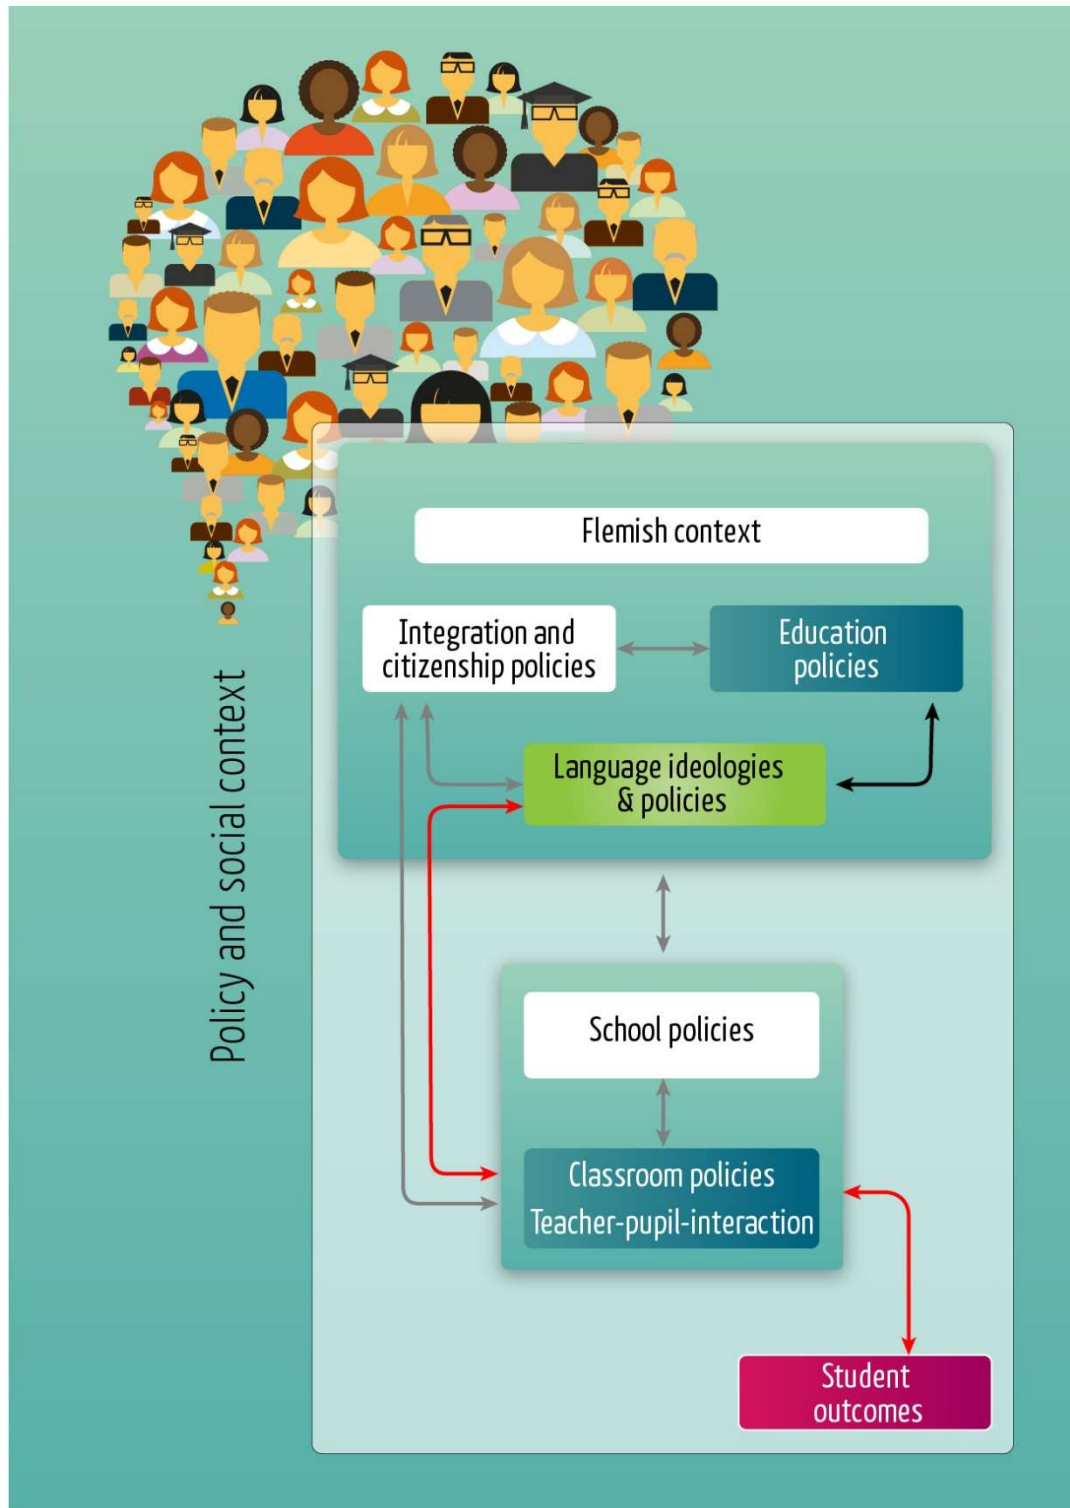 Policy and social context
Flemish context
Integration and
citizenship policies
Education
policies
Language ideologies
& policies
School policies
Classroom policies
Teacher-pupil-interaction
Student
outcomes